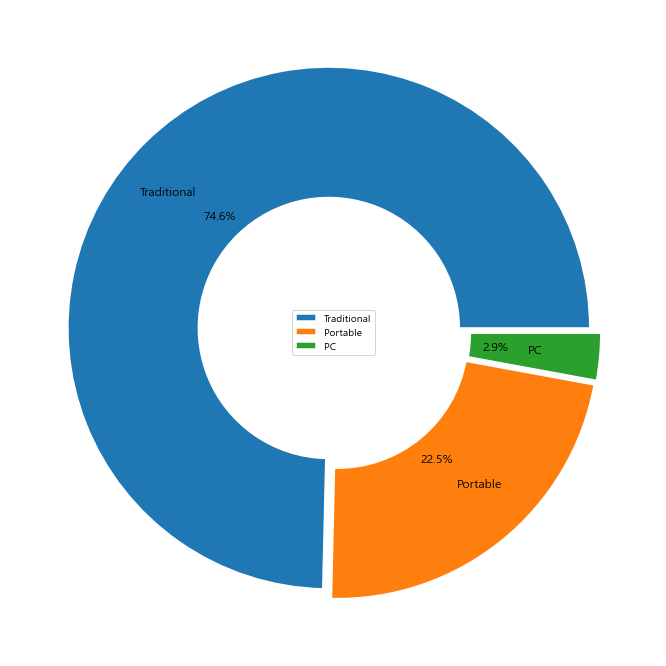 Traditional
74.6%
Traditional
Portable
PC
2.9%
PC
22.5%
Portable